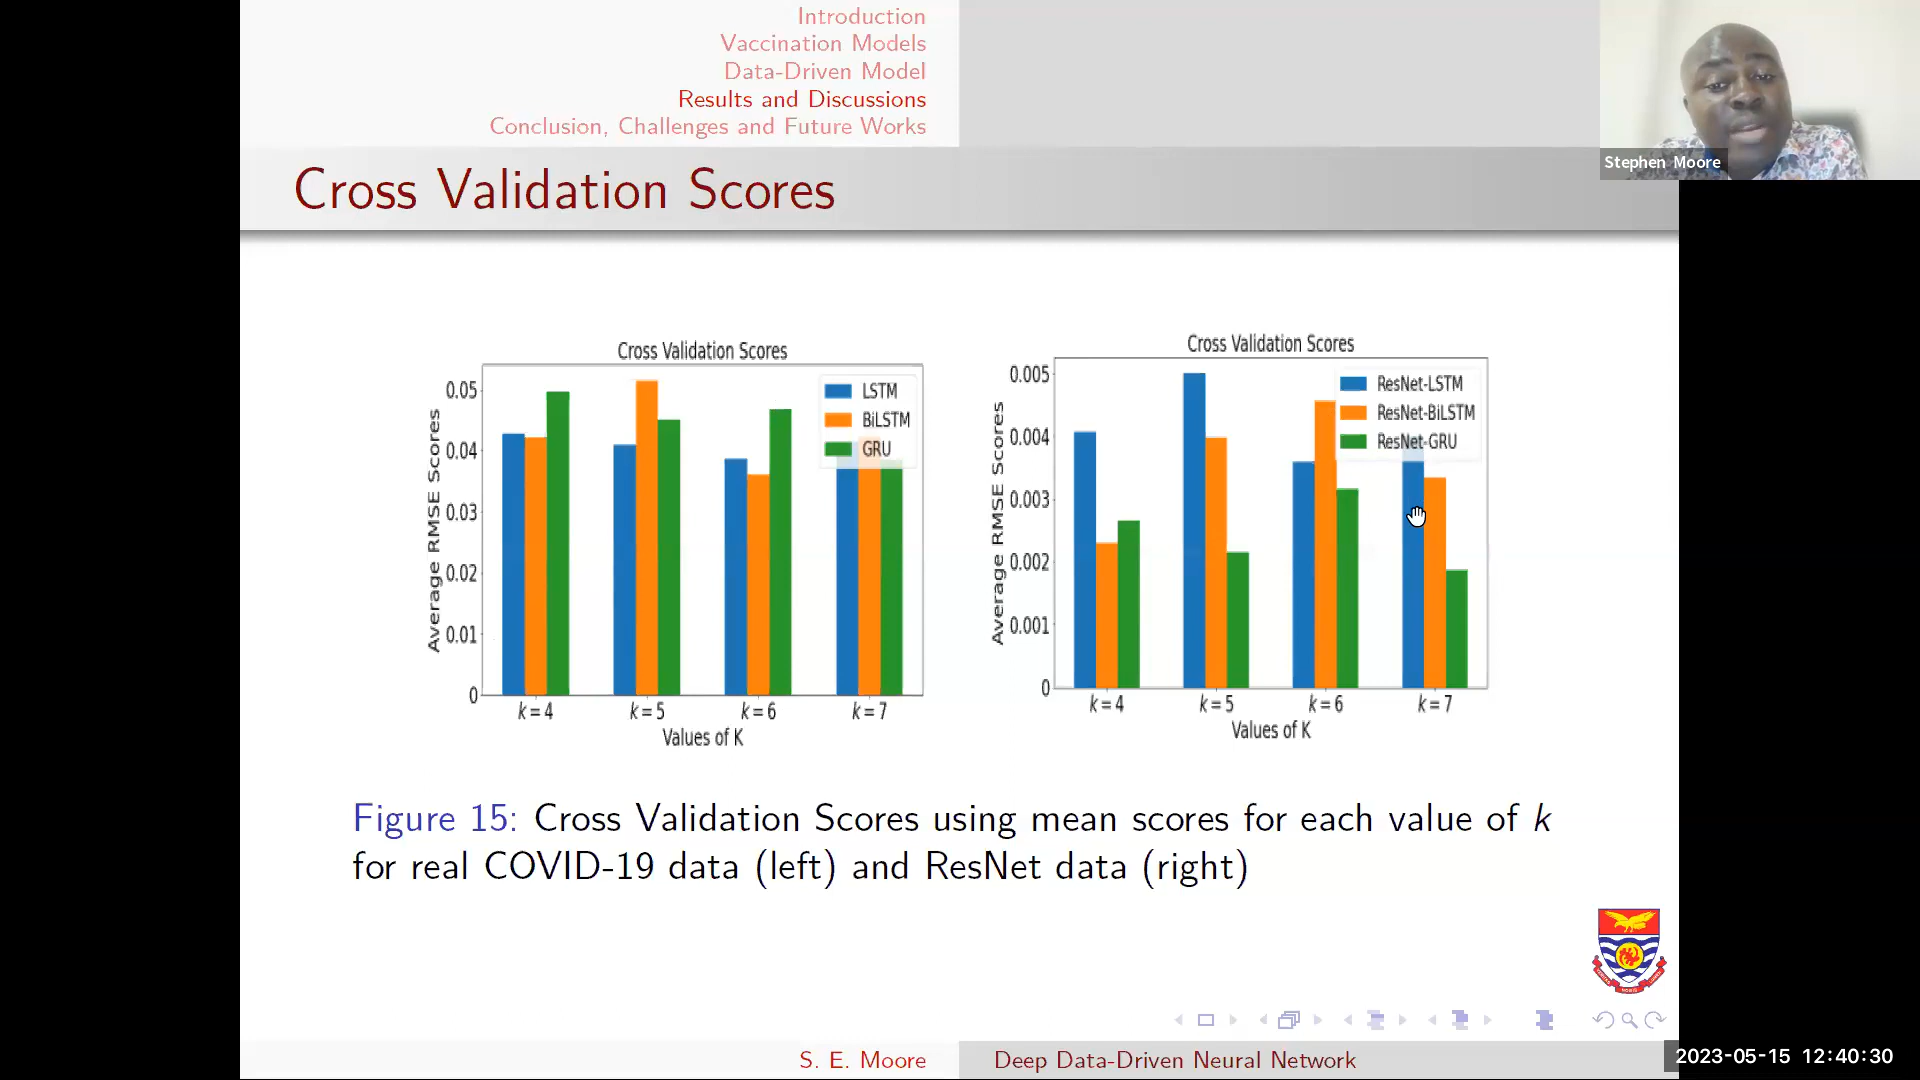 Introduction
Vaccination Models
Data-Driven Model
Results and Discussions
Conclusion, Challenges and Future Works
Stephen Moore
Cross Validation Scores
Cross Validation Scores
0.05
0.04
0.03
0.02
0.01
0
Average RMSE Scores
LSTM
BiLSTM
GRU
k = 4
k = 5
k = 6
k = 7
Values of K
Cross Validation Scores
0.005
0.004
0.003
0.002
0.001
0
Average RMSE Scores
ResNet-LSTM
ResNet-BiLSTM
ResNet-GRU
k = 4
k = 5
k = 6
k = 7
Values of K
Figure 15: Cross Validation Scores using mean scores for each value of k
for real COVID-19 data (left) and ResNet data (right)
S. E. Moore
Deep Data-Driven Neural Network
2023-05-15 12:40:30